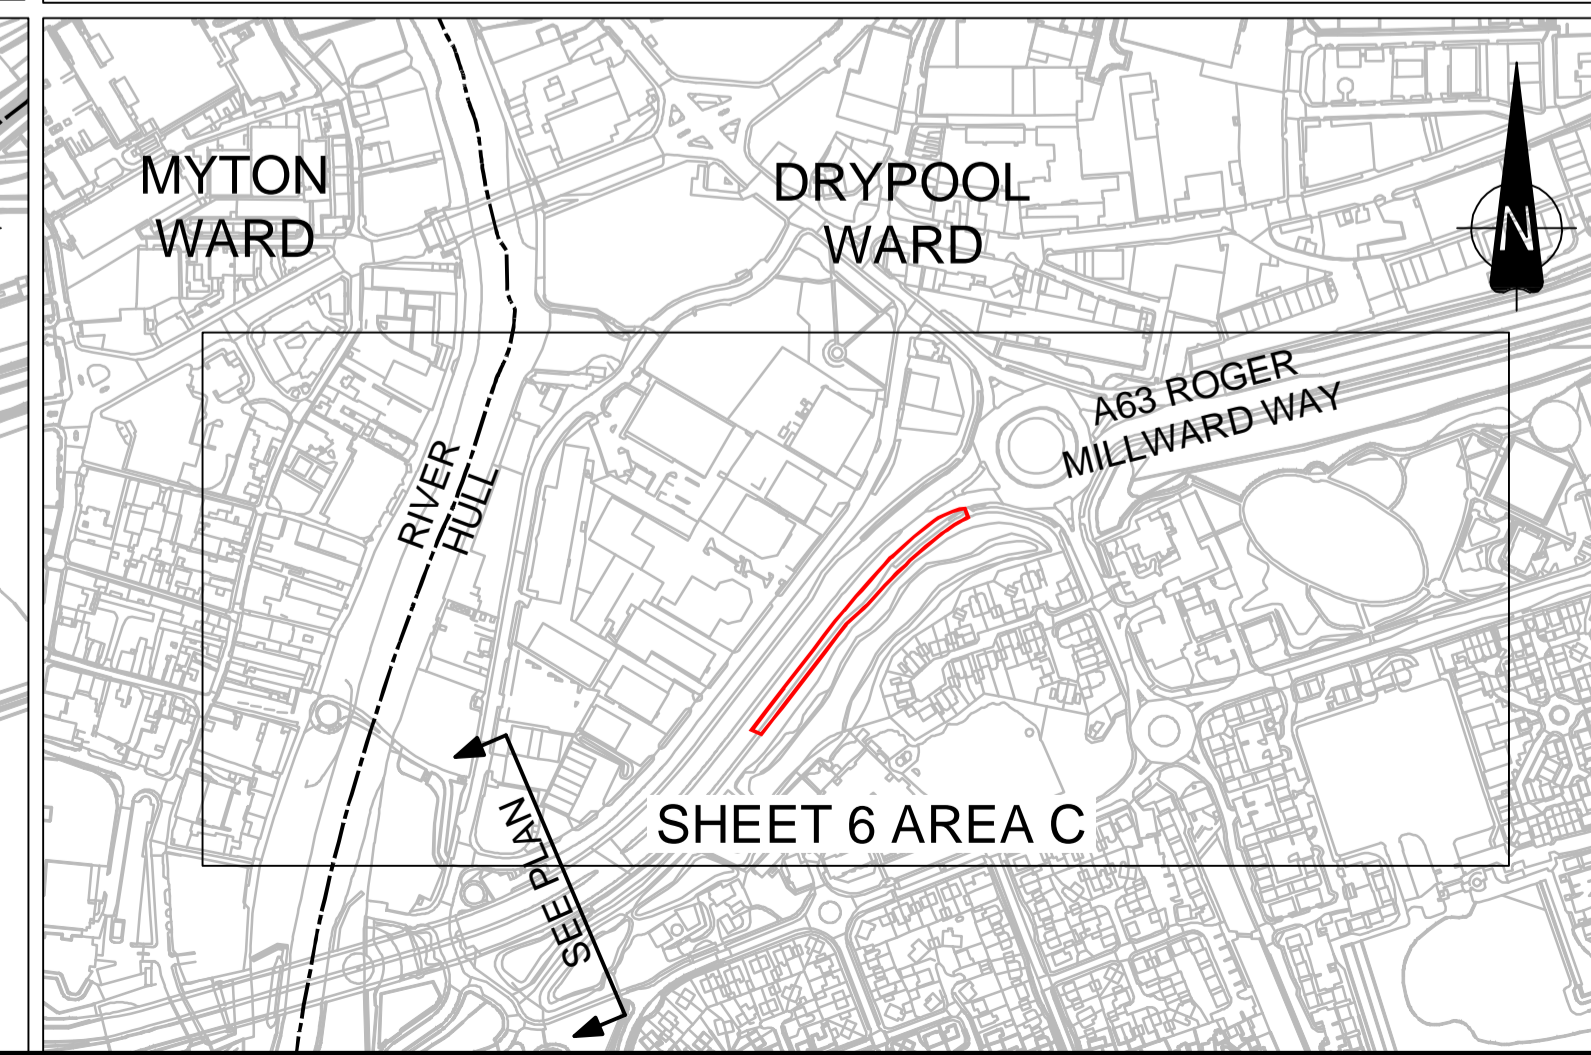 MYTON
WARD
DRYPOOL
WARD
N
A63 ROGER
MILLWARD WAY
RIVER
HULL
SEE PLAN
SHEET 6 AREA C